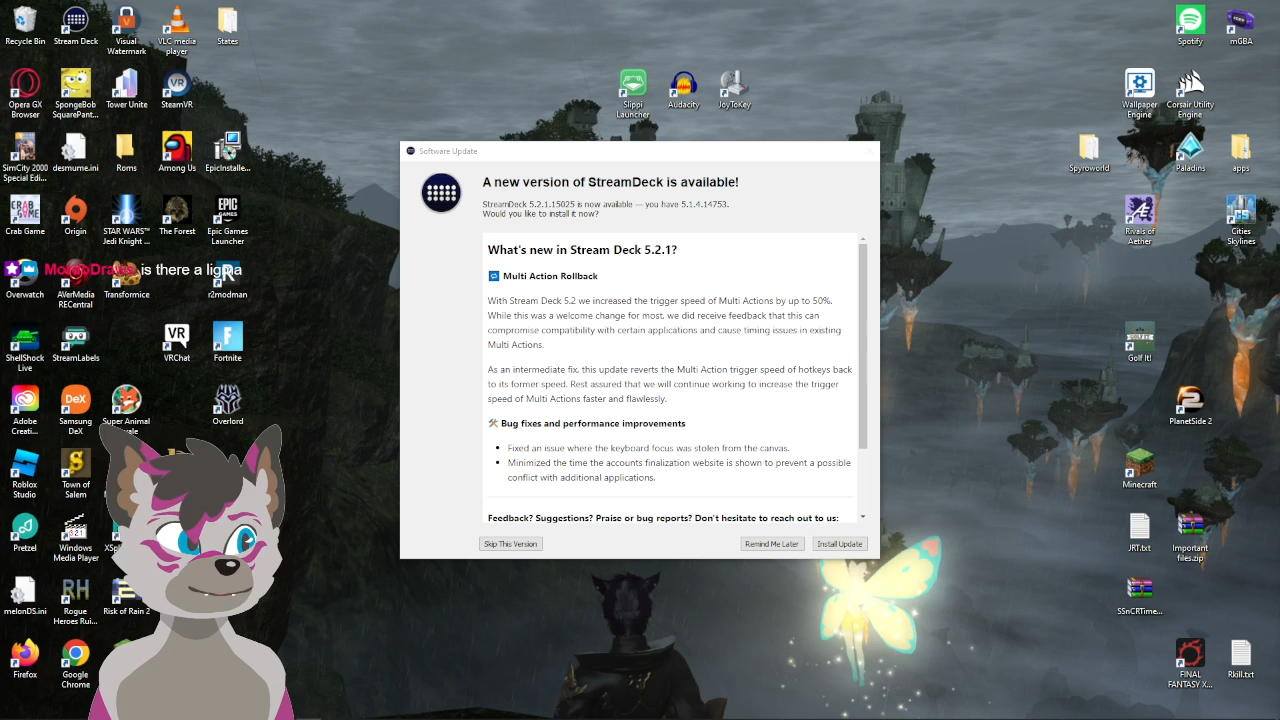 Recycle Bin
Stream Deck
Visual
Watermark
VLC media
player
States
Spotify
mGBA
Opera GX
Browser
SpongeBob
SquarePant...
Tower Unite
SteamVR
Slippi
Launcher
Audacity
JoyToKey
Wallpaper
Engine
Corsair Utility
Engine
SimCity 2000
Special Edi...
desmume.ini
Roms
Among Us
EpicInstalle...
Spyroworld
Paladins
apps
Crab Game
Origin
STAR WARS™
Jedi Knight ...
The Forest
Epic Games
Launcher
Rivals of
Aether
Cities
Skylines
is there a ligma
Overwatch
AVerMedia
RECentral
Transformice
r2modman
ShellShock
Live
StreamLabels
VRChat
Fortnite
Golf It!
Adobe
Creati...
Samsung
DeX
Super Animal
Overlord
PlanetSide 2
Roblox
Studio
Town of
Salem
Minecraft
Pretzel
Windows
Media Player
JRT.txt
Important
files.zip
melonDS.ini
Rogue
Heroes Rui...
Risk of Rain 2
SSnCRTime...
Firefox
Google
Chrome
FINAL
FANTASY X...
Rkill.txt
Software Update
A new version of StreamDeck is available!
StreamDeck 5.2.1.15025 is now available — you have 5.1.4.14753.
Would you like to install it now?
What's new in Stream Deck 5.2.1?
Multi Action Rollback
With Stream Deck 5.2 we increased the trigger speed of Multi Actions by up to 50%.
While this was a welcome change for most, we did receive feedback that this can
compromise compatibility with certain applications and cause timing issues in existing
Multi Actions.
As an intermediate fix, this update reverts the Multi Action trigger speed of hotkeys back
to its former speed. Rest assured that we will continue working to increase the trigger
speed of Multi Actions faster and flawlessly.
Bug fixes and performance improvements
Fixed an issue where the keyboard focus was stolen from the canvas.
Minimized the time the accounts finalization website is shown to prevent a possible
conflict with additional applications.
Feedback? Suggestions? Praise or bug reports? Don't hesitate to reach out to us:
Skip This Version
Remind Me Later
Install Update